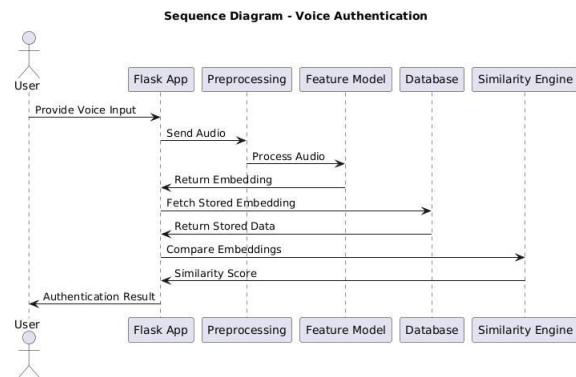 Sequence Diagram - Voice Authentication
User
Flask App
Preprocessing
Feature Model
Database
Similarity Engine
Provide Voice Input
Send Audio
Process Audio
Return Embedding
Fetch Stored Embedding
Return Stored Data
Compare Embeddings
Similarity Score
Authentication Result
User
Flask App
Preprocessing
Feature Model
Database
Similarity Engine